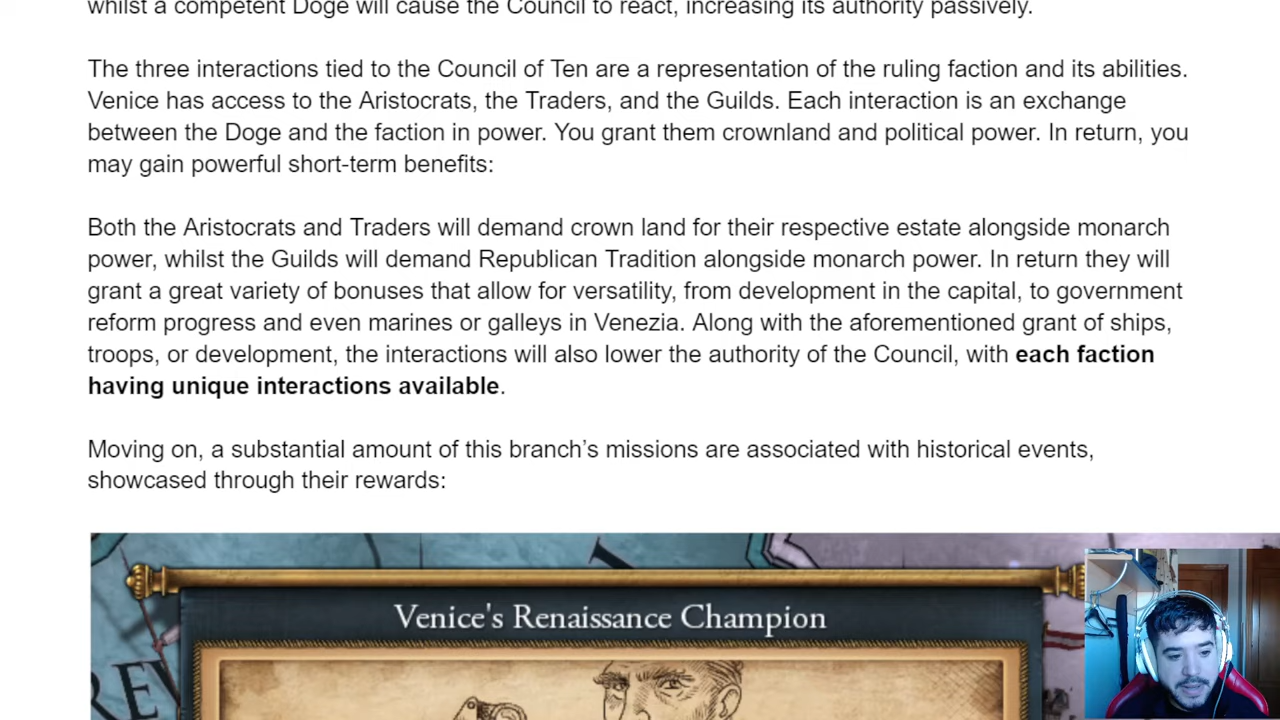 whilst a competent Doge will cause the Council to react, increasing its authority passively.
The three interactions tied to the Council of Ten are a representation of the ruling faction and its abilities.
Venice has access to the Aristocrats, the Traders, and the Guilds. Each interaction is an exchange
between the Doge and the faction in power. You grant them crownland and political power. In return, you
may gain powerful short-term benefits:
Both the Aristocrats and Traders will demand crown land for their respective estate alongside monarch
power, whilst the Guilds will demand Republican Tradition alongside monarch power. In return they will
grant a great variety of bonuses that allow for versatility, from development in the capital, to government
reform progress and even marines or galleys in Venezia. Along with the aforementioned grant of ships,
troops, or development, the interactions will also lower the authority of the Council, with each faction
having unique interactions available.
Moving on, a substantial amount of this branch’s missions are associated with historical events,
showcased through their rewards:
Venice's Renaissance Champion